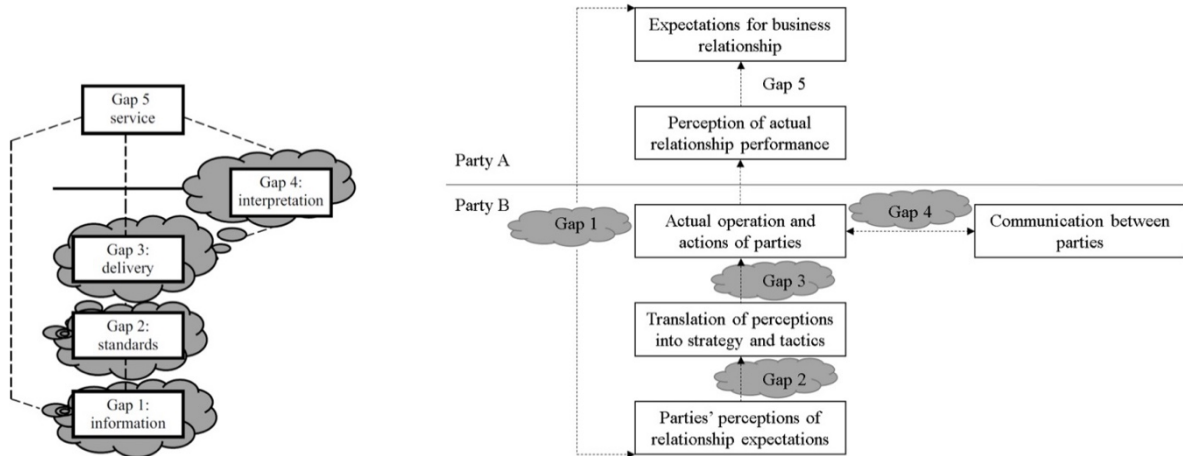 Gap 5
service
Gap 4:
interpretation
Gap 3:
delivery
Gap 2:
standards
Gap 1:
information
Expectations for business
relationship
Gap 5
Perception of actual
relationship performance
Party A
Party B
Gap 1
Actual operation and
actions of parties
Gap 4
Communication between
parties
Gap 3
Translation of perceptions
into strategy and tactics
Gap 2
Parties' perceptions of
relationship expectations